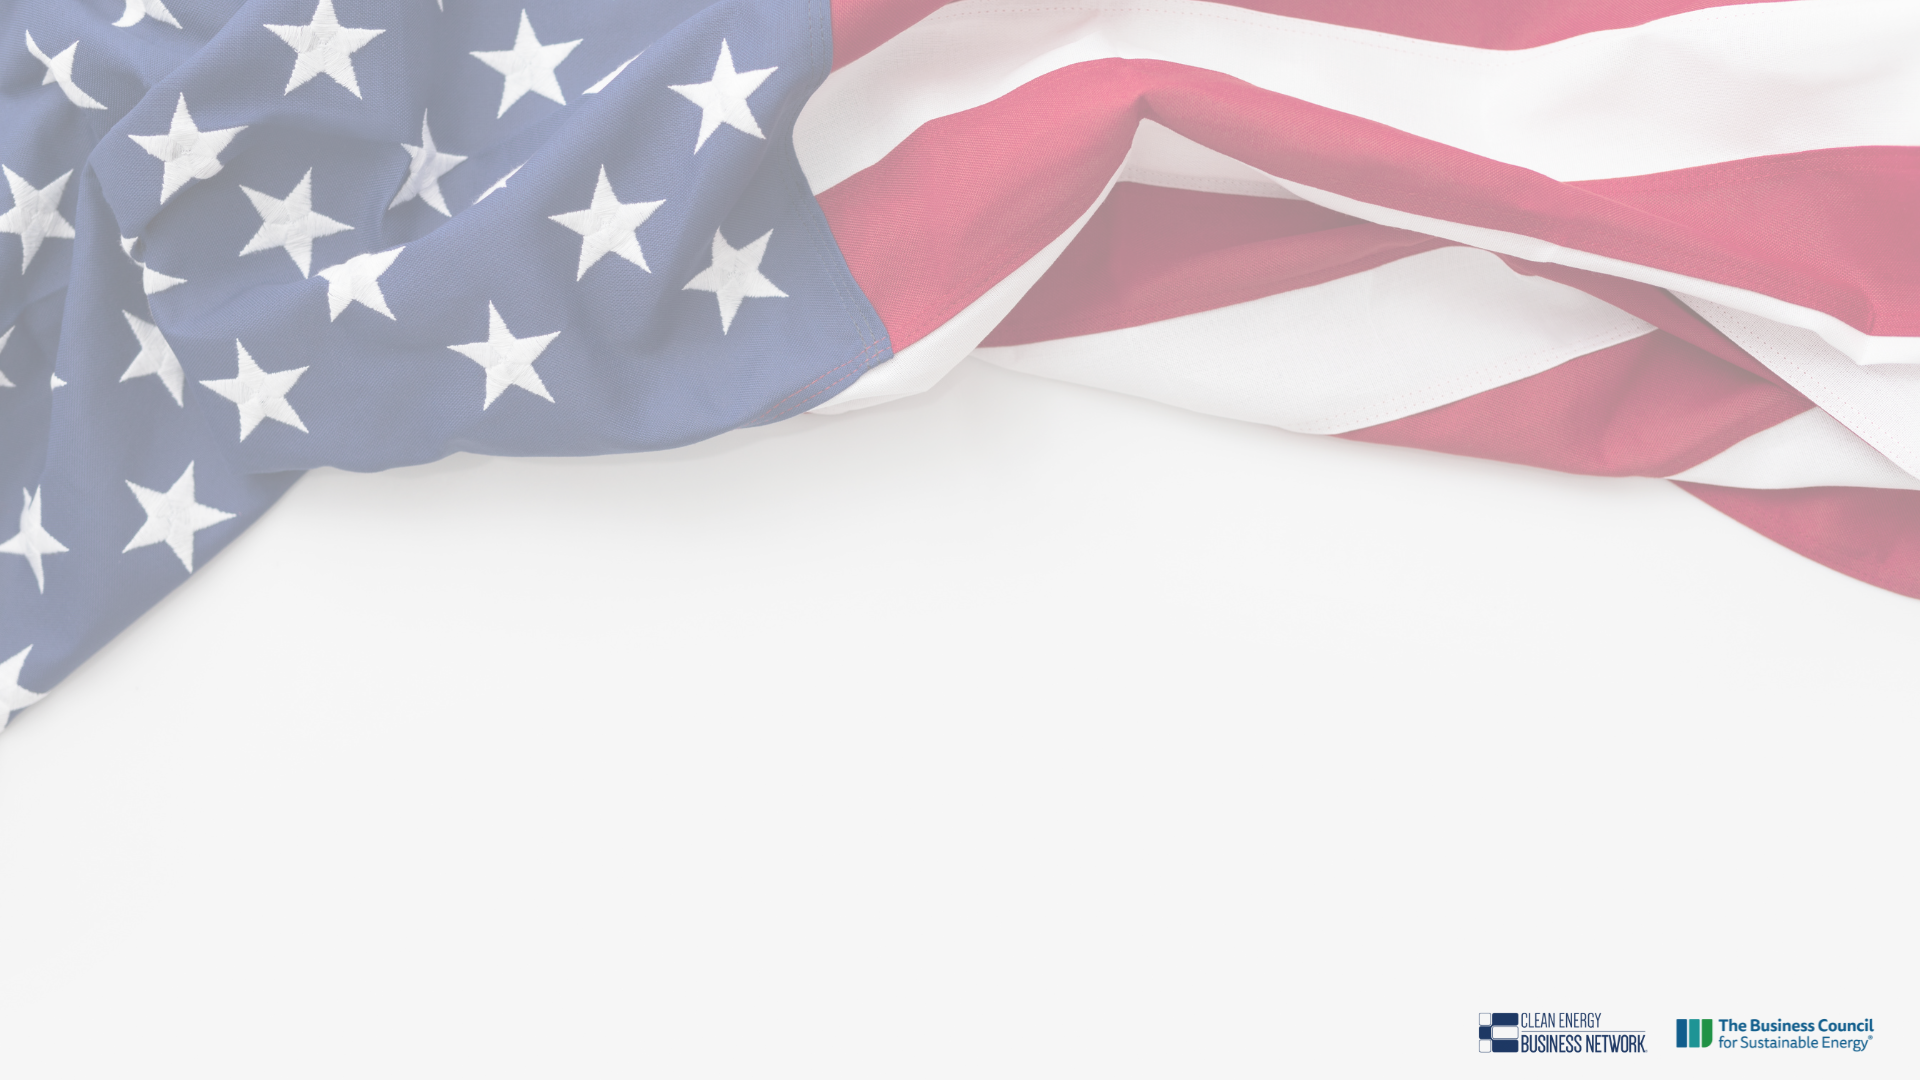 CLEAN ENERGY
BUSINESS NETWORK
The Business Council
for Sustainable Energy®